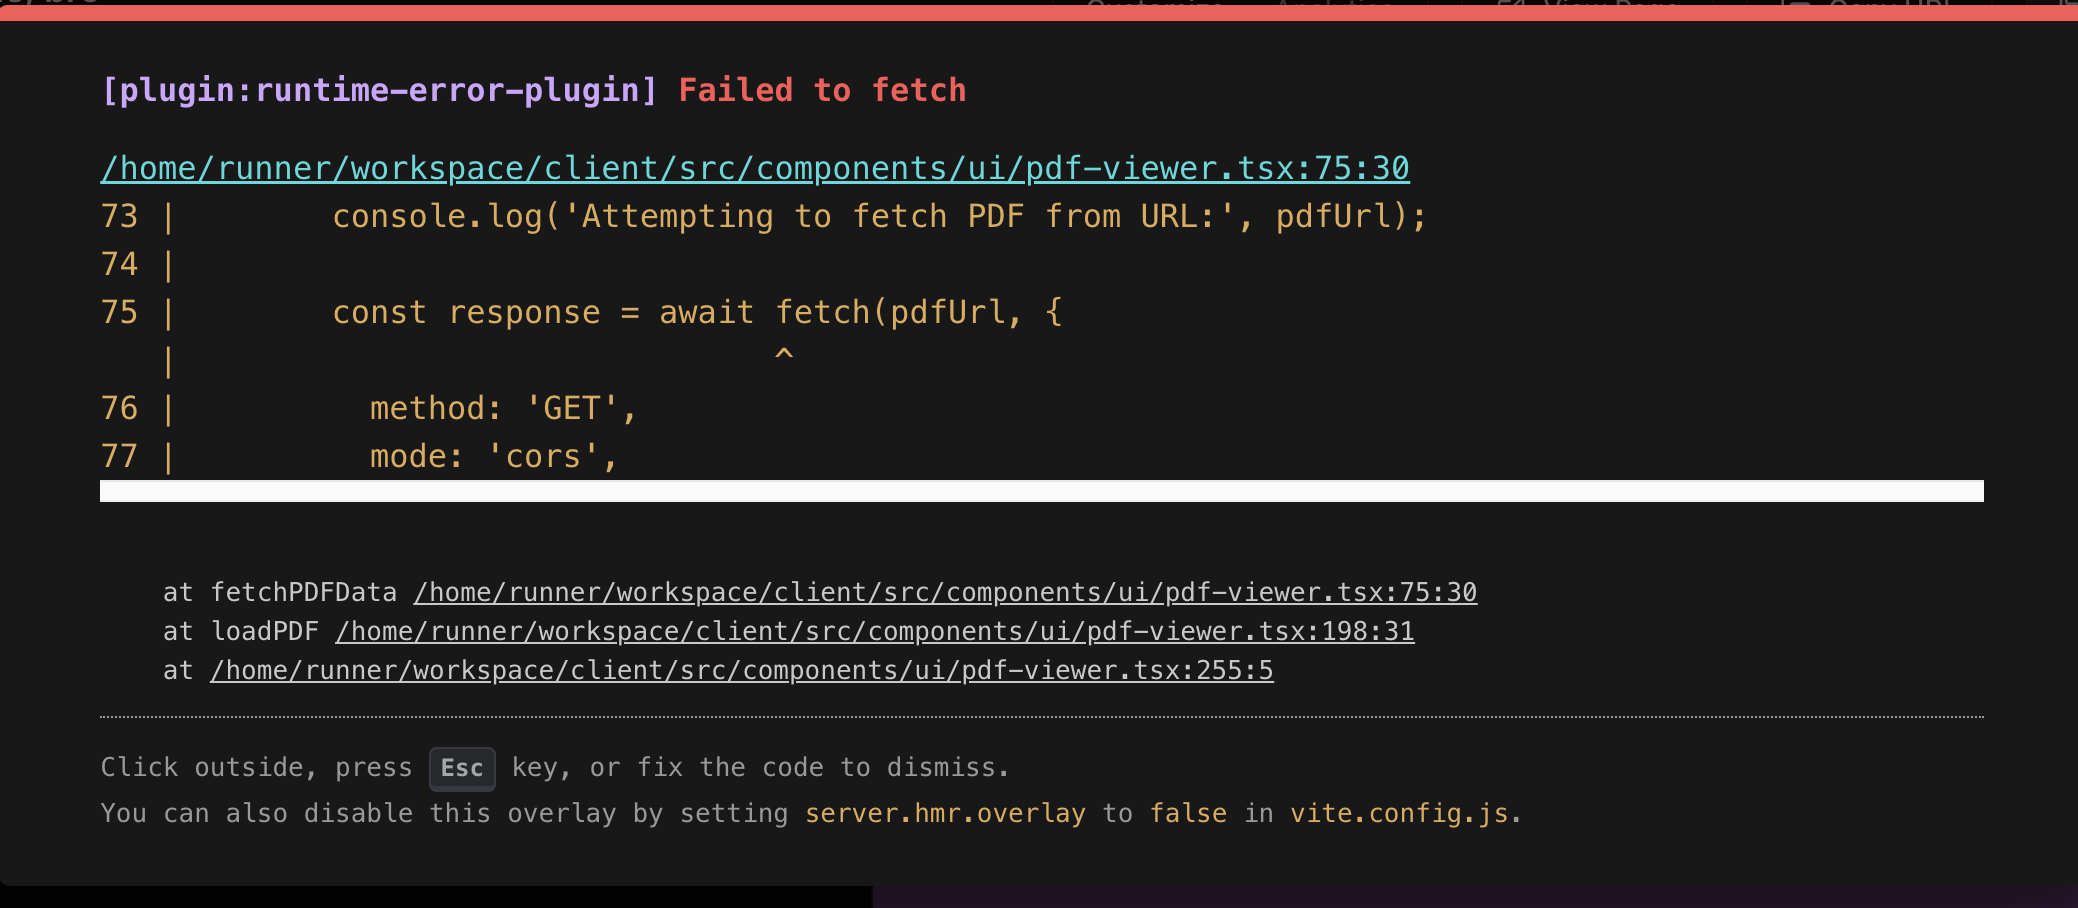 [plugin:runtime-error-plugin] Failed to fetch
/home/runner/workspace/client/src/components/ui/pdf-viewer.tsx:75:30
73 |        console.log('Attempting to fetch PDF from URL:', pdfUrl);
74 |
75 |        const response = await fetch(pdfUrl, {
   |                               ^
76 |          method: 'GET',
77 |          mode: 'cors',
at fetchPDFData /home/runner/workspace/client/src/components/ui/pdf-viewer.tsx:75:30
at loadPDF /home/runner/workspace/client/src/components/ui/pdf-viewer.tsx:198:31
at /home/runner/workspace/client/src/components/ui/pdf-viewer.tsx:255:5
Click outside, press Esc key, or fix the code to dismiss.
You can also disable this overlay by setting server.hmr.overlay to false in vite.config.js.